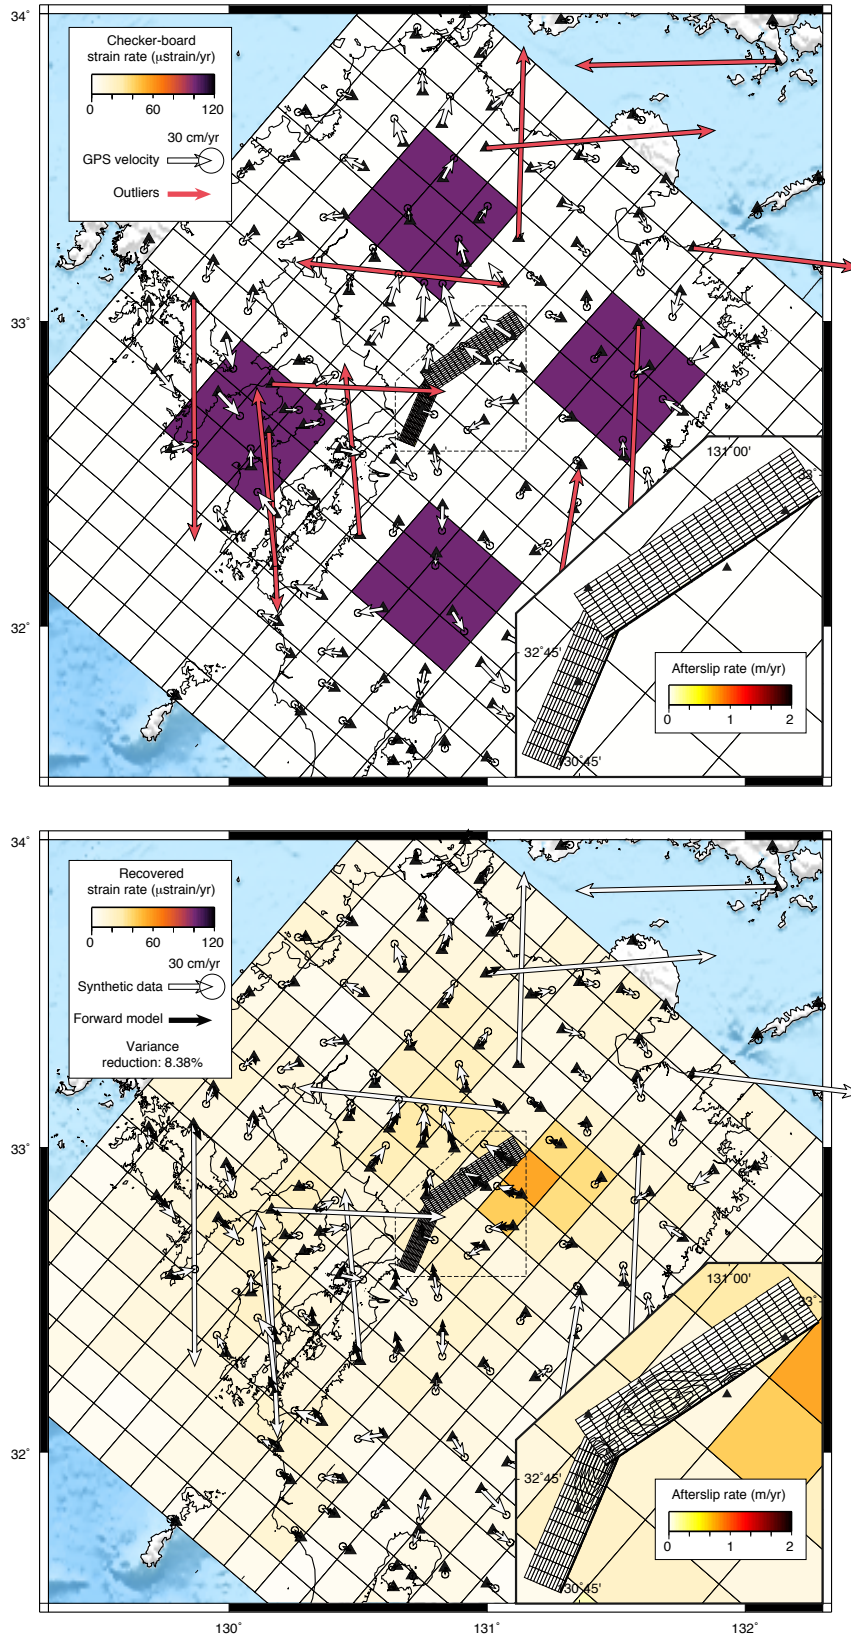 34˚
Checker-board
strain rate (μstrain/yr)
0 60 120
30 cm/yr
GPS velocity
Outliers
33˚
131˚00'
33˚
32˚45'
32˚
Afterslip rate (m/yr)
0 1 2
130˚45'
34˚
Recovered
strain rate (μstrain/yr)
0 60 120
30 cm/yr
Synthetic data
Forward model
Variance
reduction: 8.38%
33˚
131˚00'
33˚
32˚
32˚45'
Afterslip rate (m/yr)
0 1 2
130˚45'
130˚ 131˚ 132˚